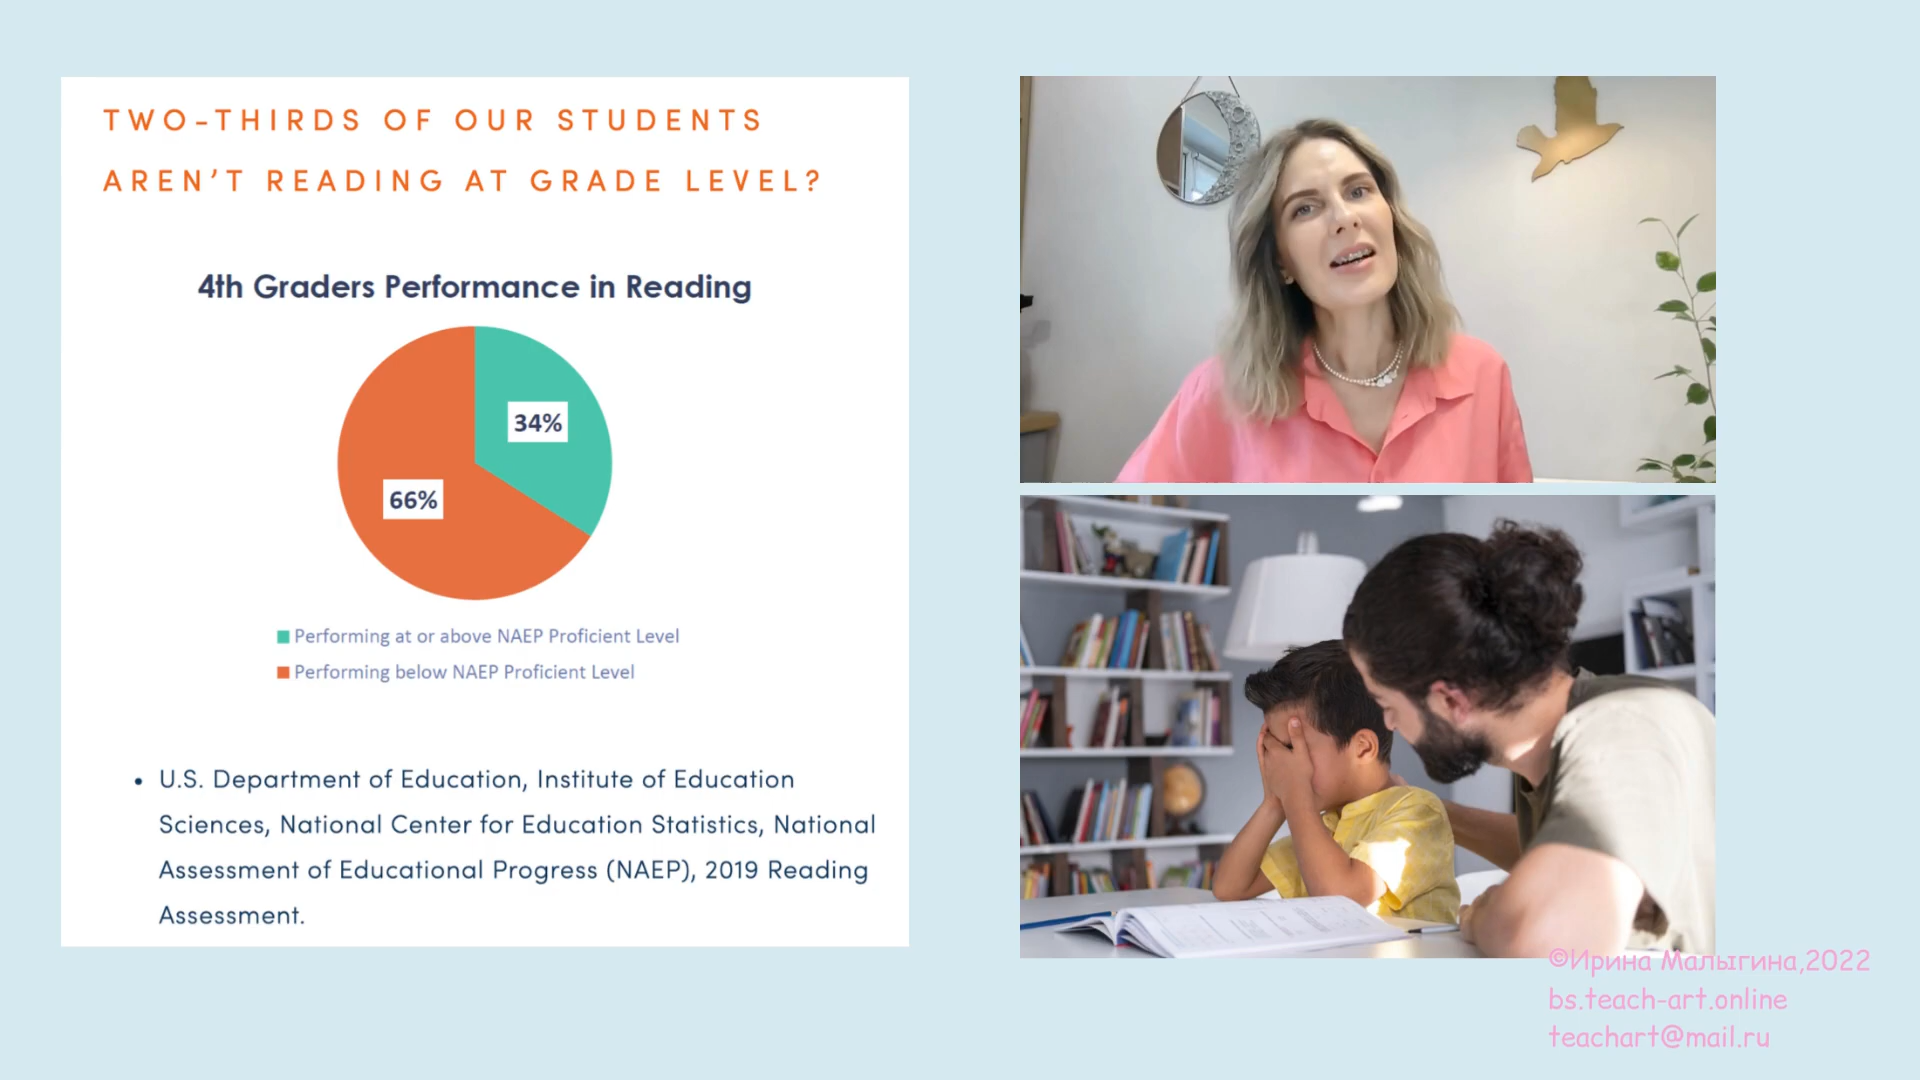 TWO-THIRDS OF OUR STUDENTS
AREN'T READING AT GRADE LEVEL?
4th Graders Performance in Reading
34%
66%
Performing at or above NAEP Proficient Level
Performing below NAEP Proficient Level
• U.S. Department of Education, Institute of Education
Sciences, National Center for Education Statistics, National
Assessment of Educational Progress (NAEP), 2019 Reading
Assessment.
©Ирина Малыгина,2022
bs.teach-art.online
teachart@mail.ru